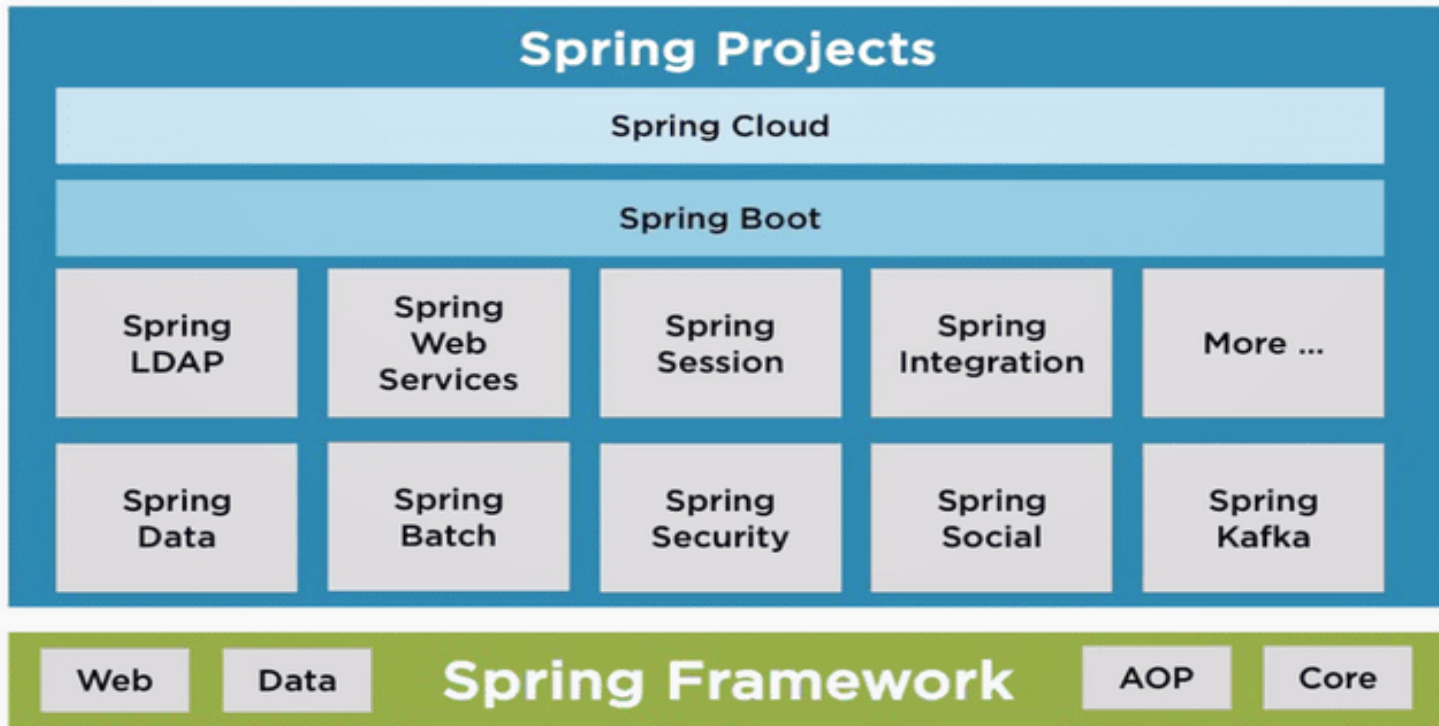 Spring Projects
Spring Cloud
Spring Boot
Spring
LDAP
Spring
Web
Services
Spring
Session
Spring
Integration
More ...
Spring
Data
Spring
Batch
Spring
Security
Spring
Social
Spring
Kafka
Web
Data
Spring Framework
AOP
Core